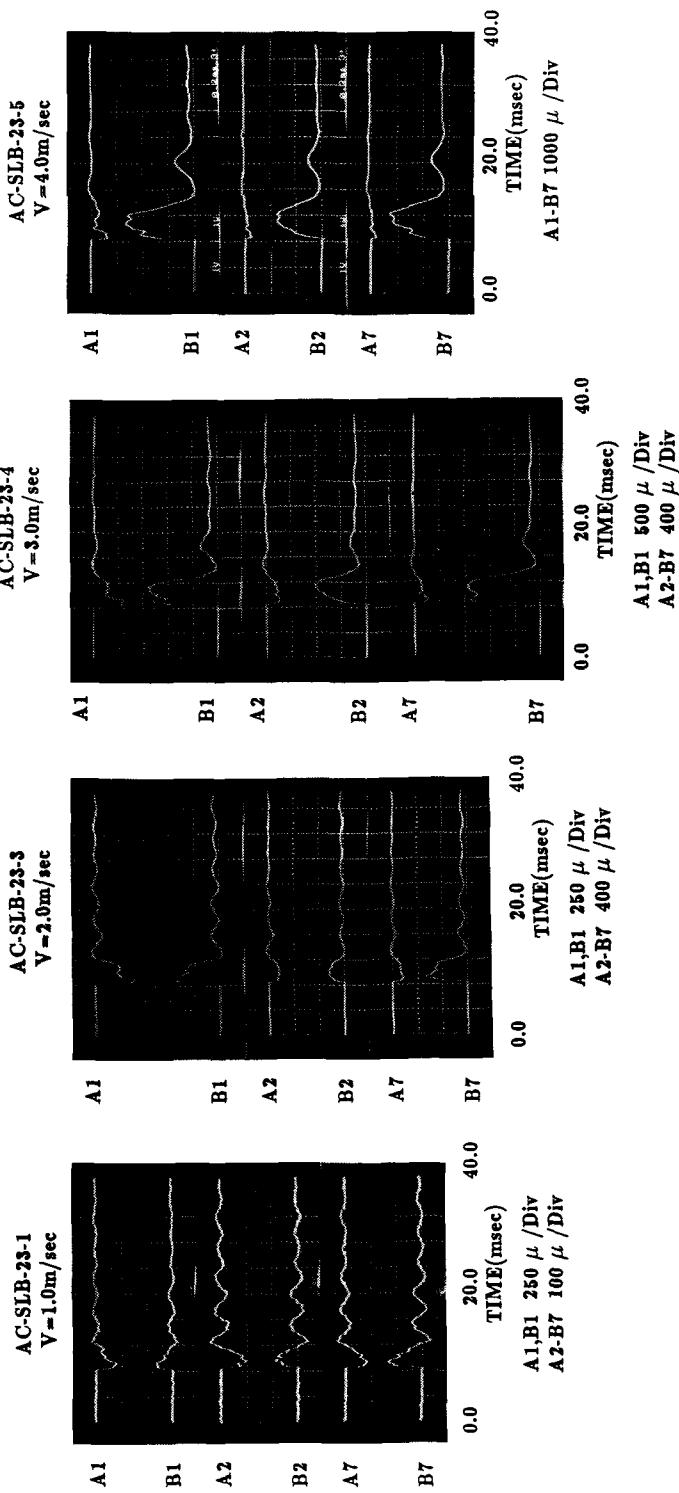 AC-SLB-23-1
V=1.0m/sec
A1
B1
A2
B2
A7
B7
0.0
20.0
40.0
TIME(msec)
A1,B1 250 μ /Div
A2-B7 100 μ /Div
AC-SLB-23-3
V=2.0m/sec
A1
B1
A2
B2
A7
B7
0.0
20.0
40.0
TIME(msec)
A1,B1 250 μ /Div
A2-B7 400 μ /Div
AC-SLB-23-4
V=3.0m/sec
A1
B1
A2
B2
A7
B7
0.0
20.0
40.0
TIME(msec)
A1,B1 500 μ /Div
A2-B7 400 μ /Div
AC-SLB-23-5
V=4.0m/sec
A1
B1
A2
B2
A7
B7
0.0
20.0
40.0
TIME(msec)
A1-B7 1000 μ /Div